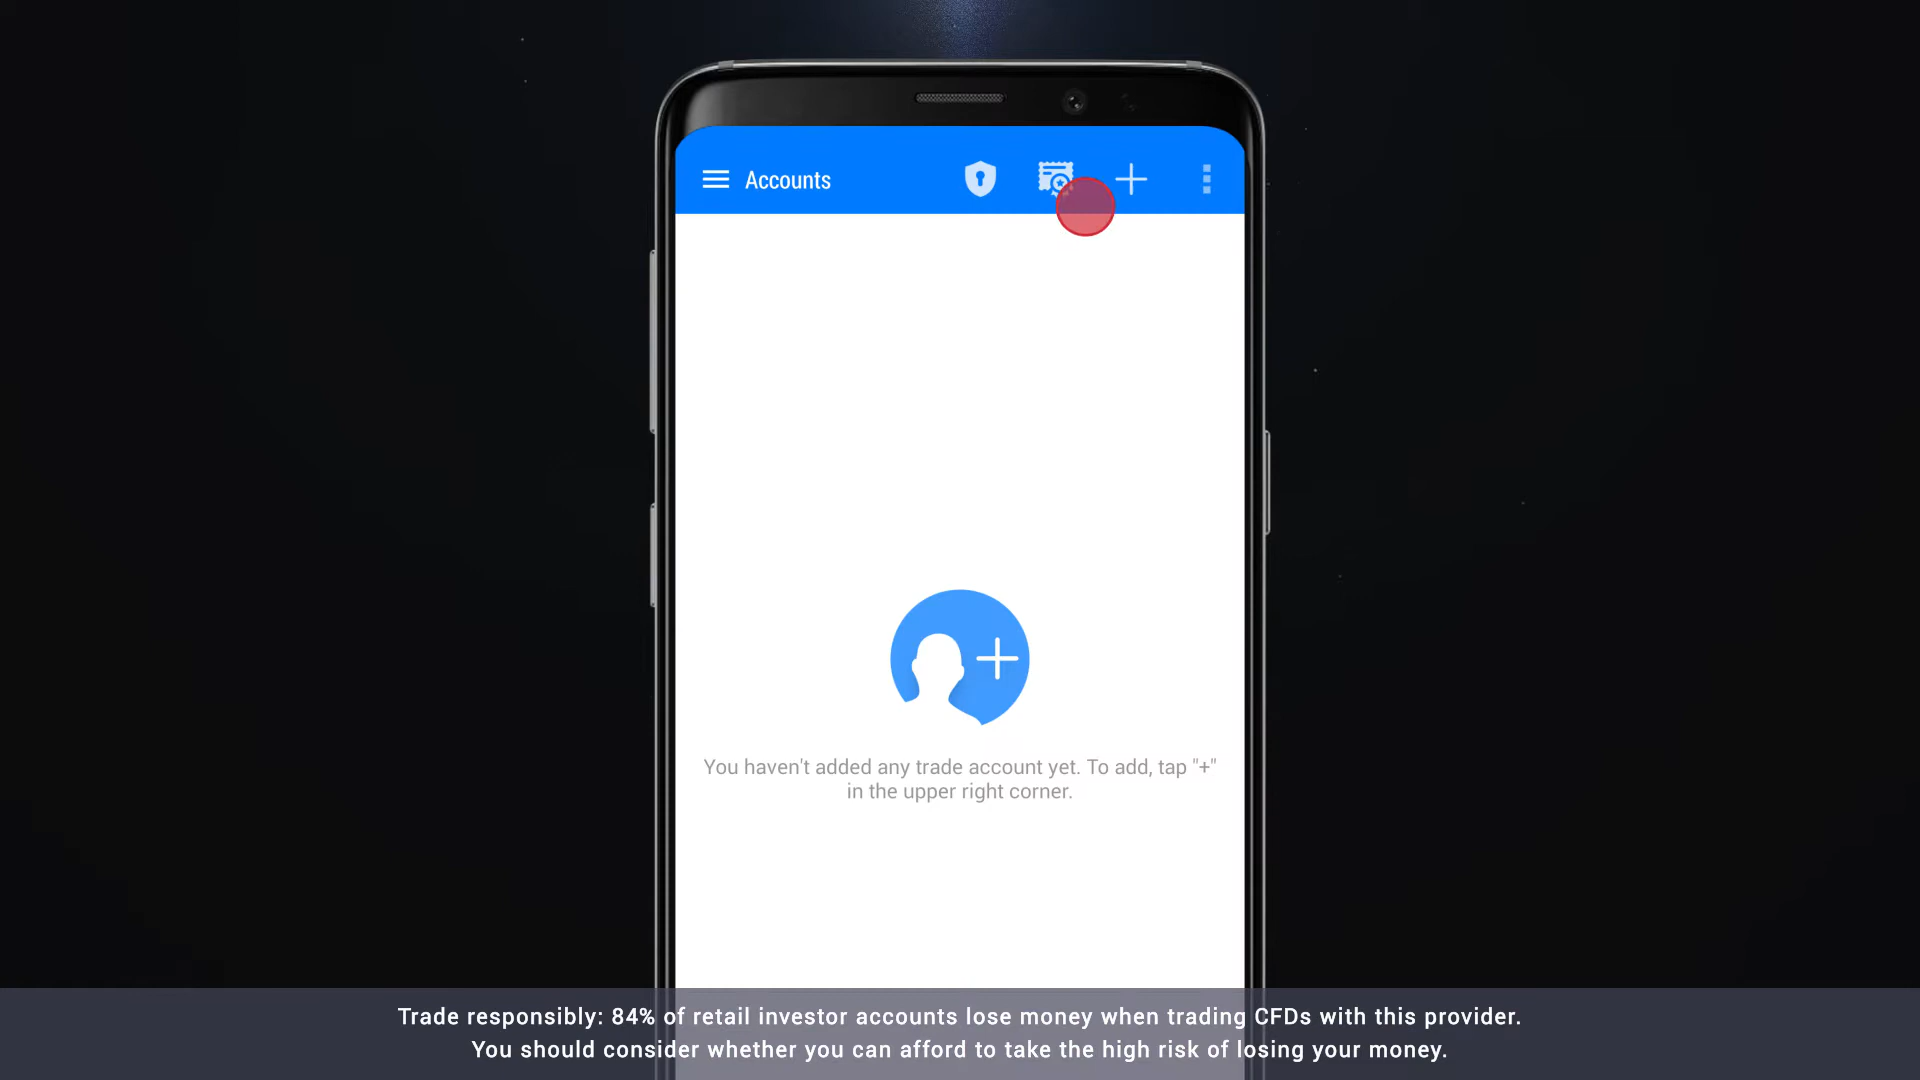 Accounts
You haven't added any trade account yet. To add, tap "+"
in the upper right corner.
Trade responsibly: 84% of retail investor accounts lose money when trading CFDs with this provider.
You should consider whether you can afford to take the high risk of losing your money.